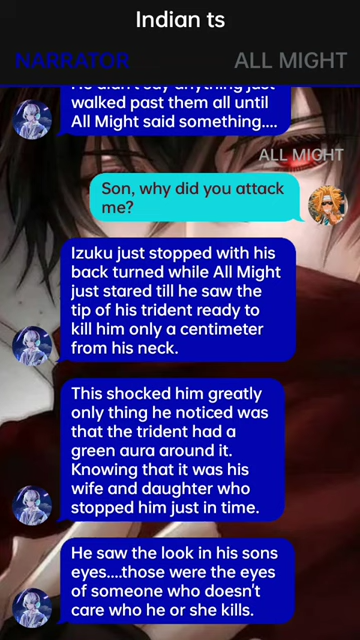 Indian ts
NARRATOR
ALL MIGHT
He didn't say anything just
walked past them all until
All Might said something....
ALL MIGHT
Son, why did you attack
me?
Izuku just stopped with his
back turned while All Might
just stared till he saw the
tip of his trident ready to
kill him only a centimeter
from his neck.
This shocked him greatly
only thing he noticed was
that the trident had a
green aura around it.
Knowing that it was his
wife and daughter who
stopped him just in time.
He saw the look in his sons
eyes....those were the eyes
of someone who doesn't
care who he or she kills.